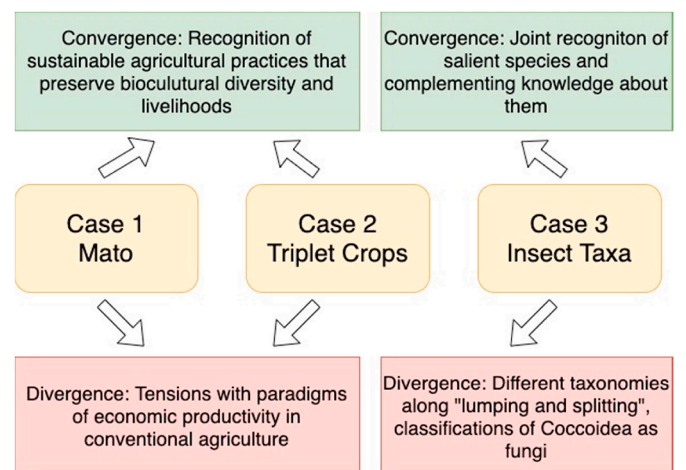 Convergence: Recognition of
sustainable agricultural practices that
preserve bioculutural diversity and
livelihoods
Convergence: Joint recogniton of
salient species and
complementing knowledge about
them
Case 1
Mato
Case 2
Triplet Crops
Case 3
Insect Taxa
Divergence: Tensions with paradigms
of economic productivity in
conventional agriculture
Divergence: Different taxonomies
along "lumping and splitting",
classifications of Coccoidea as
fungi